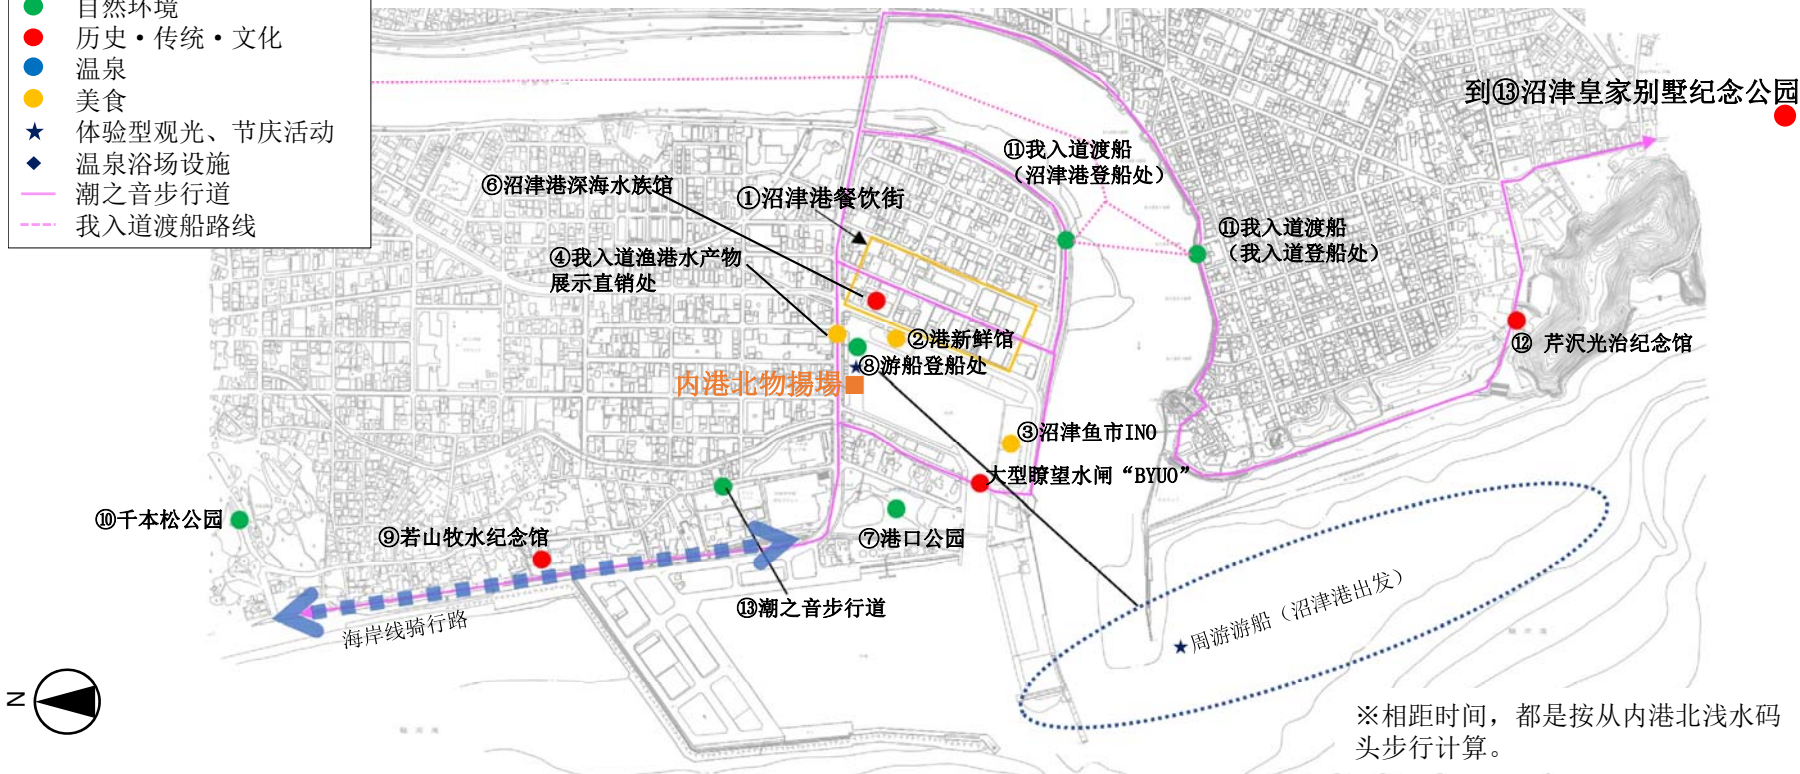 自然环境
历史・传统・文化
温泉
美食
体验型观光、节庆活动
温泉浴场设施
潮之音步行道
我入道渡船路线
到⑬沼津皇家别墅纪念公园
⑪我入道渡船
（沼津港登船处）
⑥沼津港深海水族馆
①沼津港餐饮街
⑪我入道渡船
（我入道登船处）
④我入道渔港水产物
展示直销处
②港新鲜馆
⑧游船登船处
⑫ 芹沢光治纪念馆
内港北物揚場
③沼津鱼市INO
大型瞭望水闸“BYUO”
⑩千本松公园
⑨若山牧水纪念馆
⑦港口公园
⑬潮之音步行道
海岸线骑行路
周游游船（沼津港出发）
N
※相距时间，都是按从内港北浅水码
头步行计算。